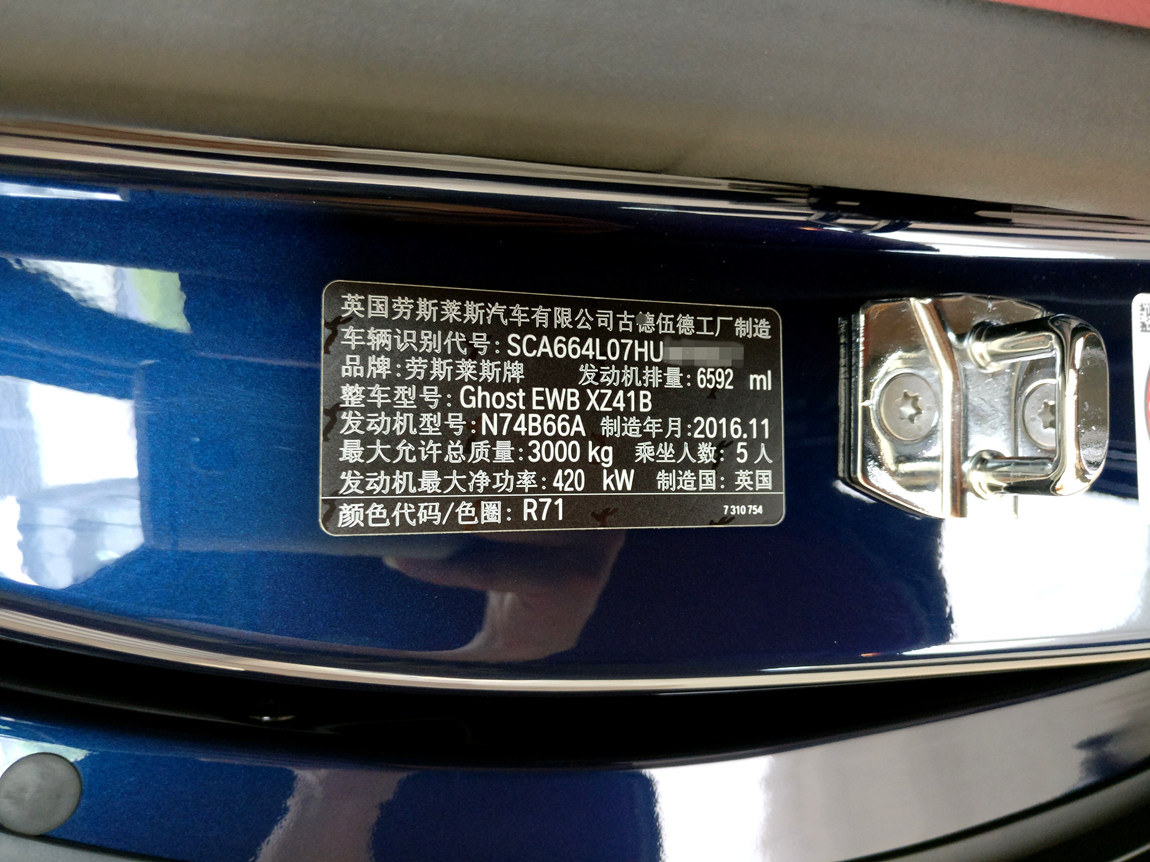 英国劳斯莱斯汽车有限公司古德伍德工厂制造
车辆识别代号:SCA664L07HU
品牌:劳斯莱斯牌 发动机排量:6592 ml
整车型号:Ghost EWB XZ41B
发动机型号:N74B66A 制造年月:2016.11
最大允许总质量:3000 kg 乘坐人数:5人
发动机最大净功率:420 kW 制造国:英国
颜色代码/色圈:R71 7 310 754